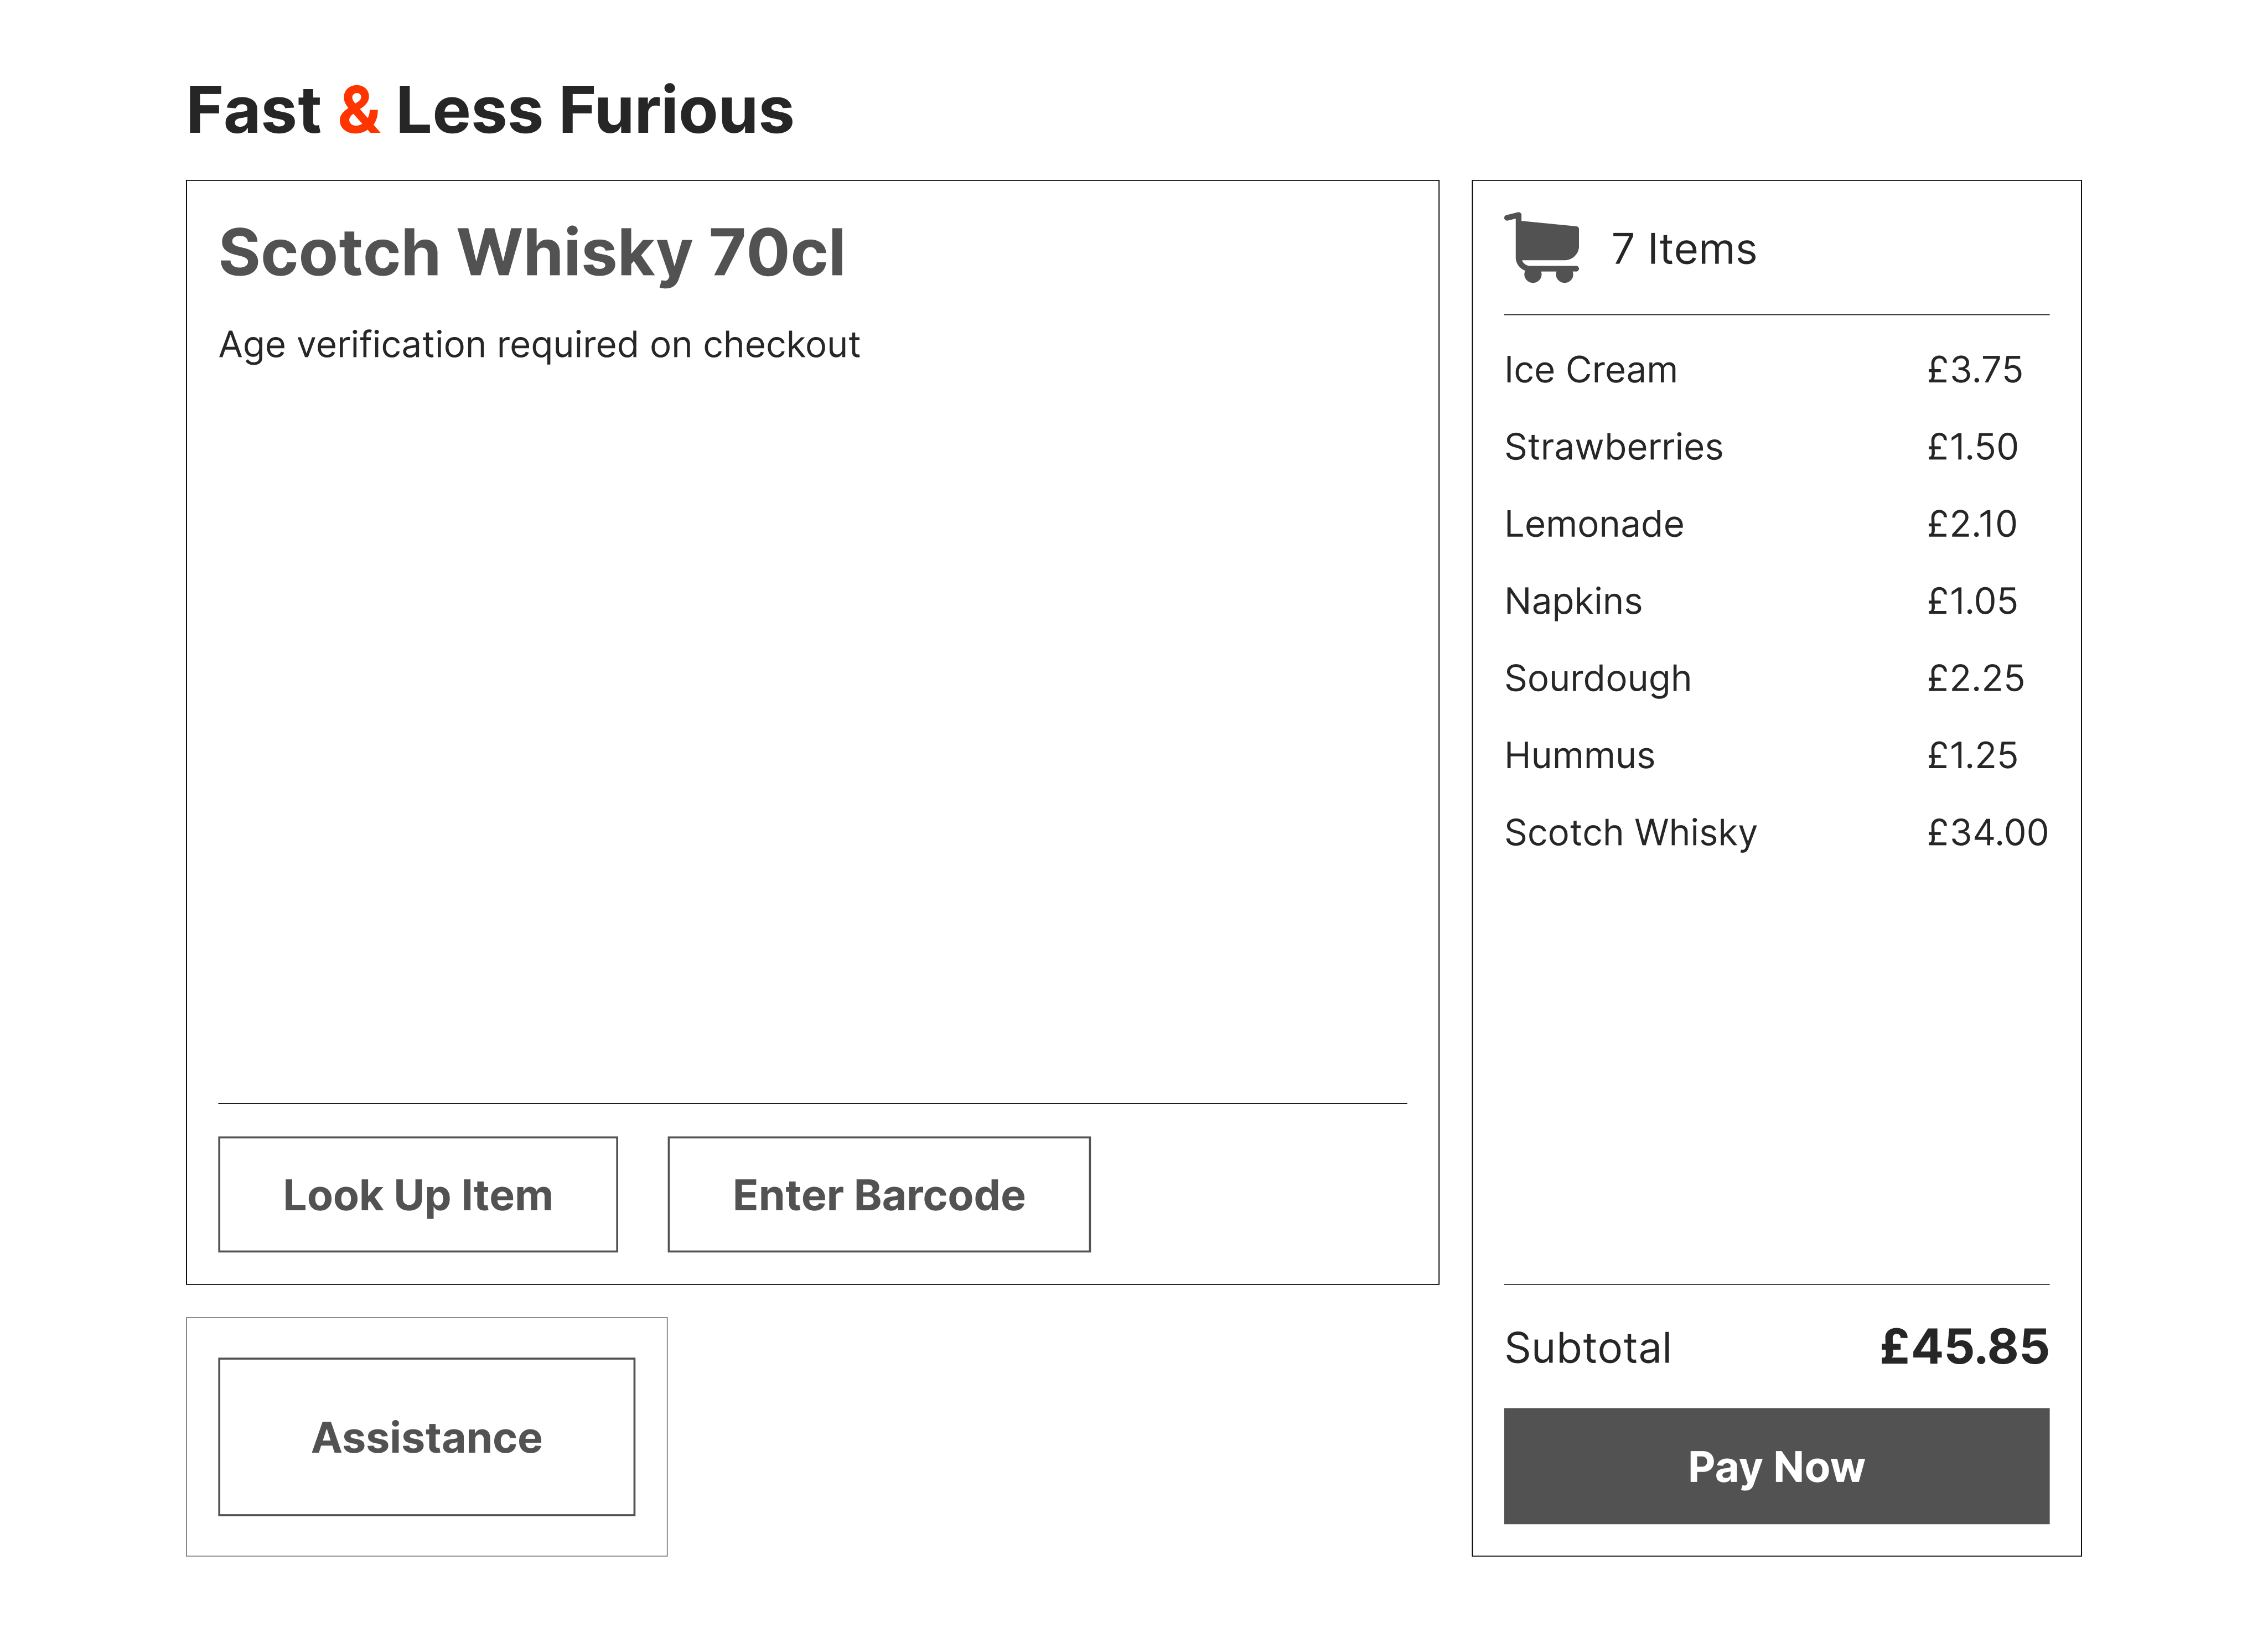 Fast & Less Furious
Scotch Whisky 70cl
Age verification required on checkout
Look Up Item
Enter Barcode
Assistance
7 Items
Ice Cream £3.75
Strawberries £1.50
Lemonade £2.10
Napkins £1.05
Sourdough £2.25
Hummus £1.25
Scotch Whisky £34.00
Subtotal £45.85
Pay Now